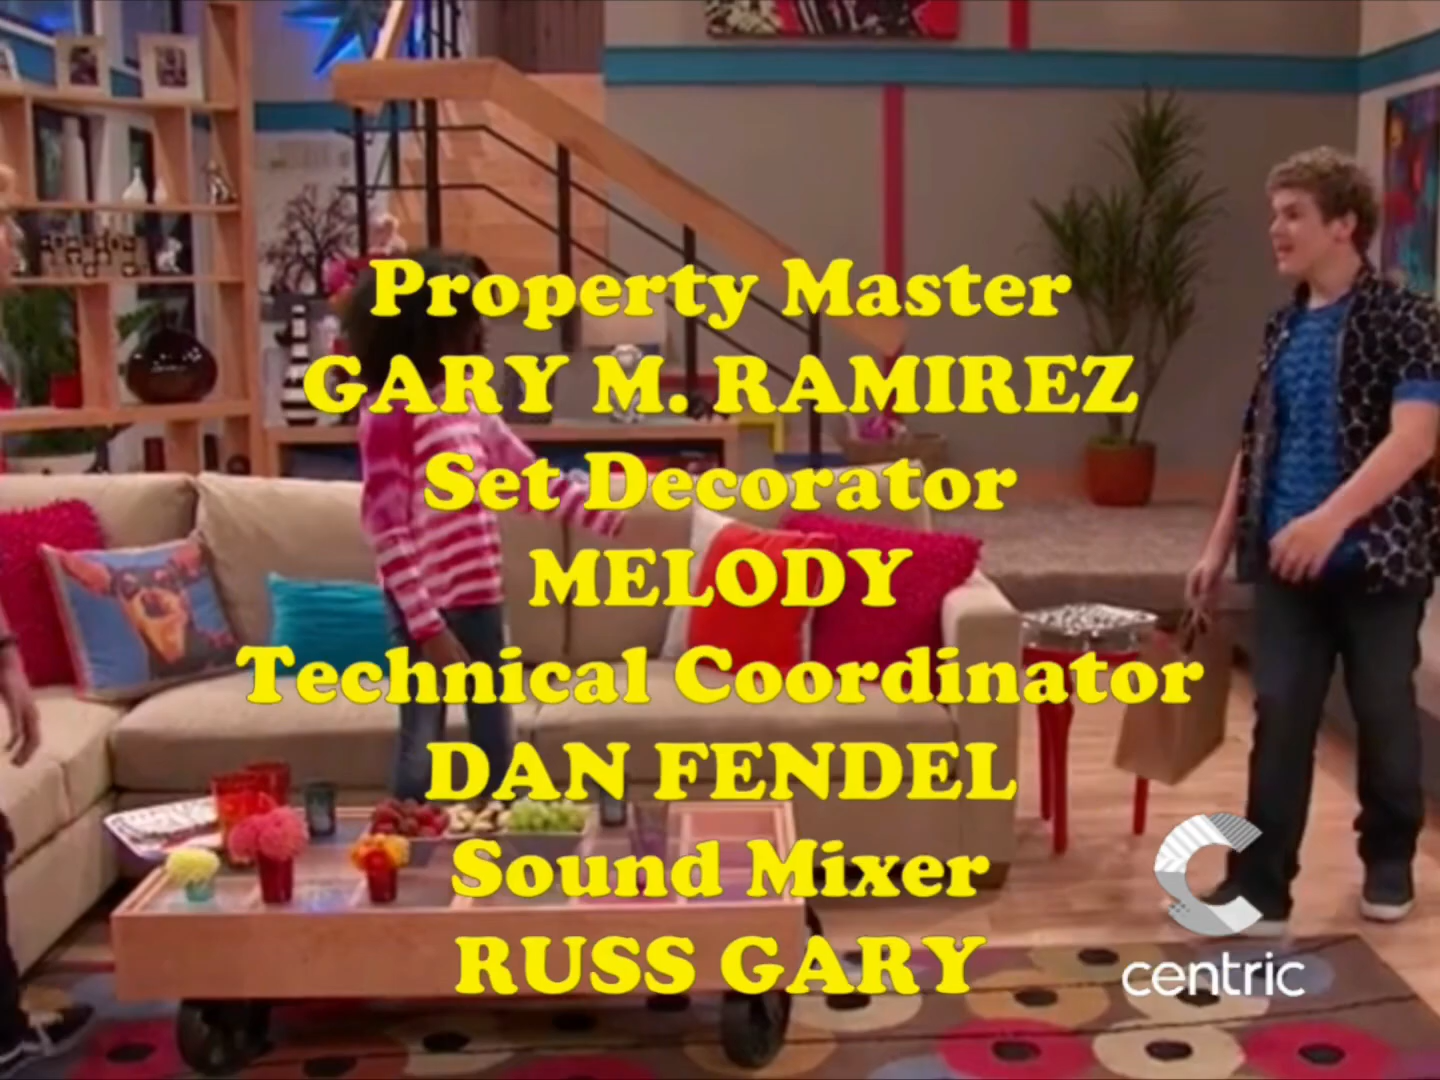 Property Master
GARY M. RAMIREZ
Set Decorator
MELODY
Technical Coordinator
DAN FENDEL
Sound Mixer
RUSS GARY
centric